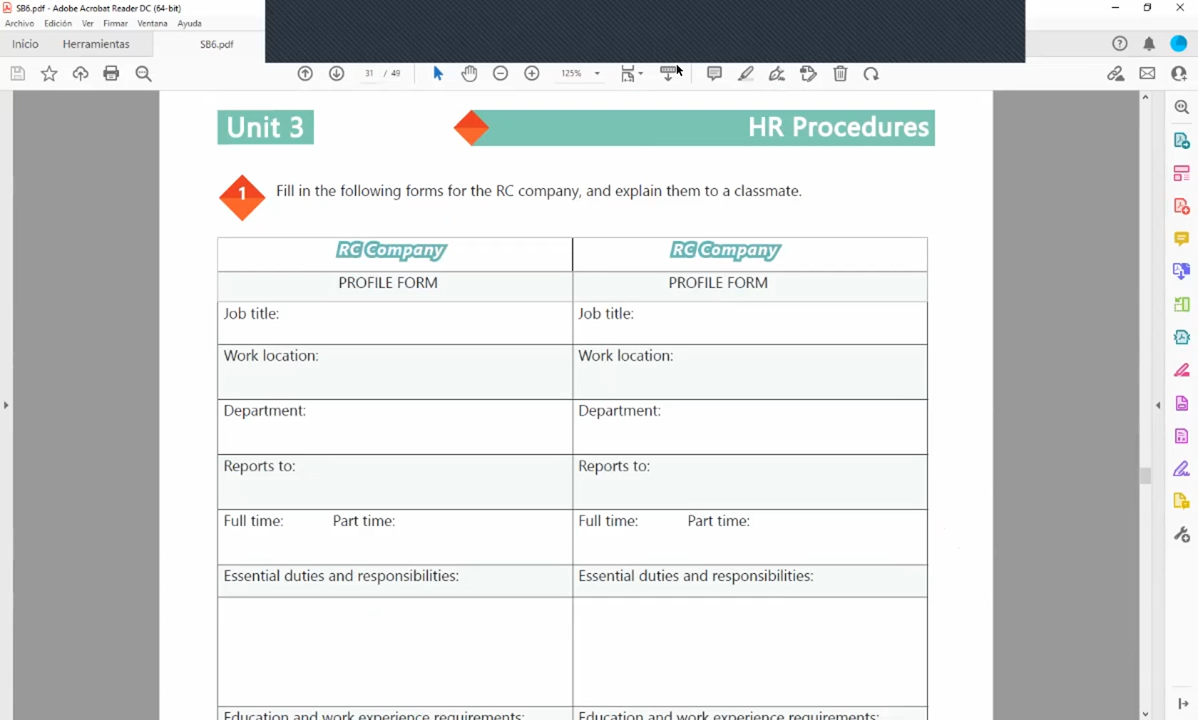 SB6.pdf - Adobe Acrobat Reader DC (64-bit)
Archivo Edición Ver Firmar Ventana Ayuda
Inicio Herramientas SB6.pdf
31 / 49 125%
Unit 3 HR Procedures
1 Fill in the following forms for the RC company, and explain them to a classmate.
RC Company RC Company
PROFILE FORM PROFILE FORM
Job title: Job title:
Work location: Work location:
Department: Department:
Reports to: Reports to:
Full time: Part time: Full time: Part time:
Essential duties and responsibilities: Essential duties and responsibilities:
Education and work experience requirements: Education and work experience requirements: